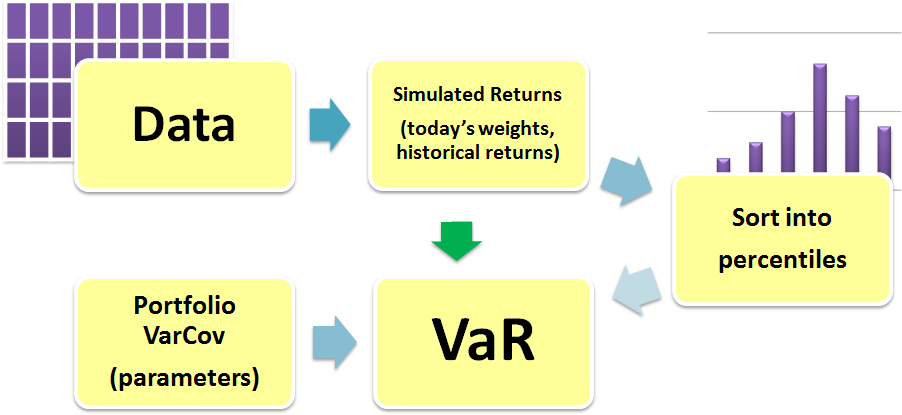 Data
Simulated Returns
(today’s weights,
historical returns)
Sort into
percentiles
Portfolio
VarCov
(parameters)
VaR